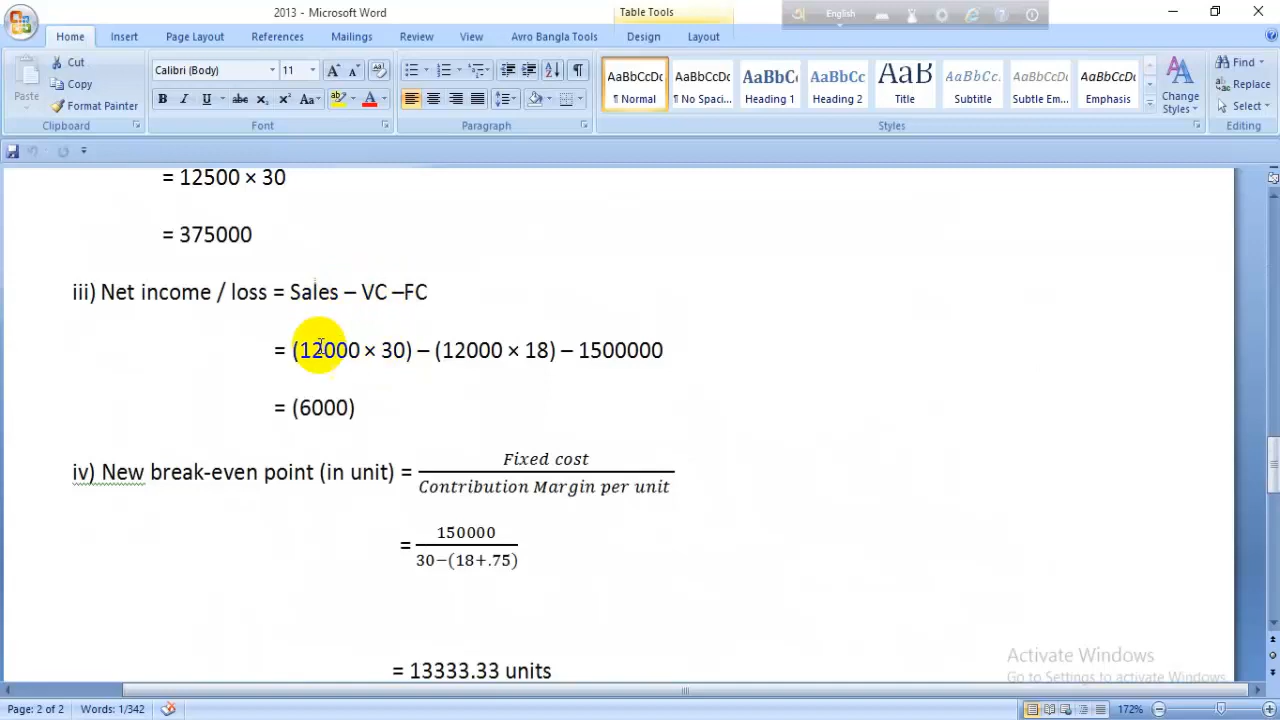 2013 - Microsoft Word
Table Tools
English
Home Insert Page Layout References Mailings Review View Avro Bangla Tools Design Layout
Paste
Cut
Copy
Format Painter
Clipboard
Calibri (Body) 11
Font
Paragraph
AaBbCcDc AaBbCcDc AaBbCc AaBbCc AaB AaBbCc. AaBbCcDc AaBbCcDc
¶ Normal ¶ No Spaci... Heading 1 Heading 2 Title Subtitle Subtle Em... Emphasis
Change Styles
Styles
Find
Replace
Select
Editing
= 12500 × 30
= 375000
iii) Net income / loss = Sales – VC –FC
= (12000 × 30) – (12000 × 18) – 1500000
= (6000)
iv) New break-even point (in unit) = Fixed cost
Contribution Margin per unit
= 150000
30−(18+.75)
= 13333.33 units
Activate Windows
Go to Settings to activate Windows.
Page: 2 of 2 Words: 1/342 172%